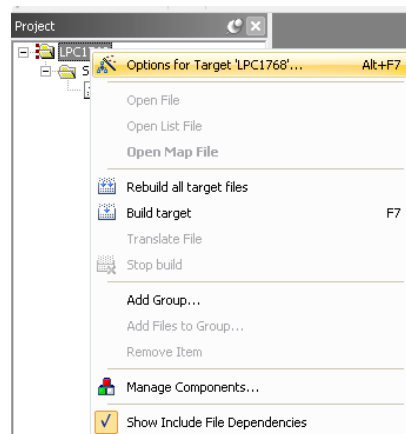 Project
LPC1
Options for Target 'LPC1768'... Alt+F7
S
Open File
Open List File
Open Map File
Rebuild all target files
Build target F7
Translate File
Stop build
Add Group...
Add Files to Group...
Remove Item
Manage Components...
Show Include File Dependencies